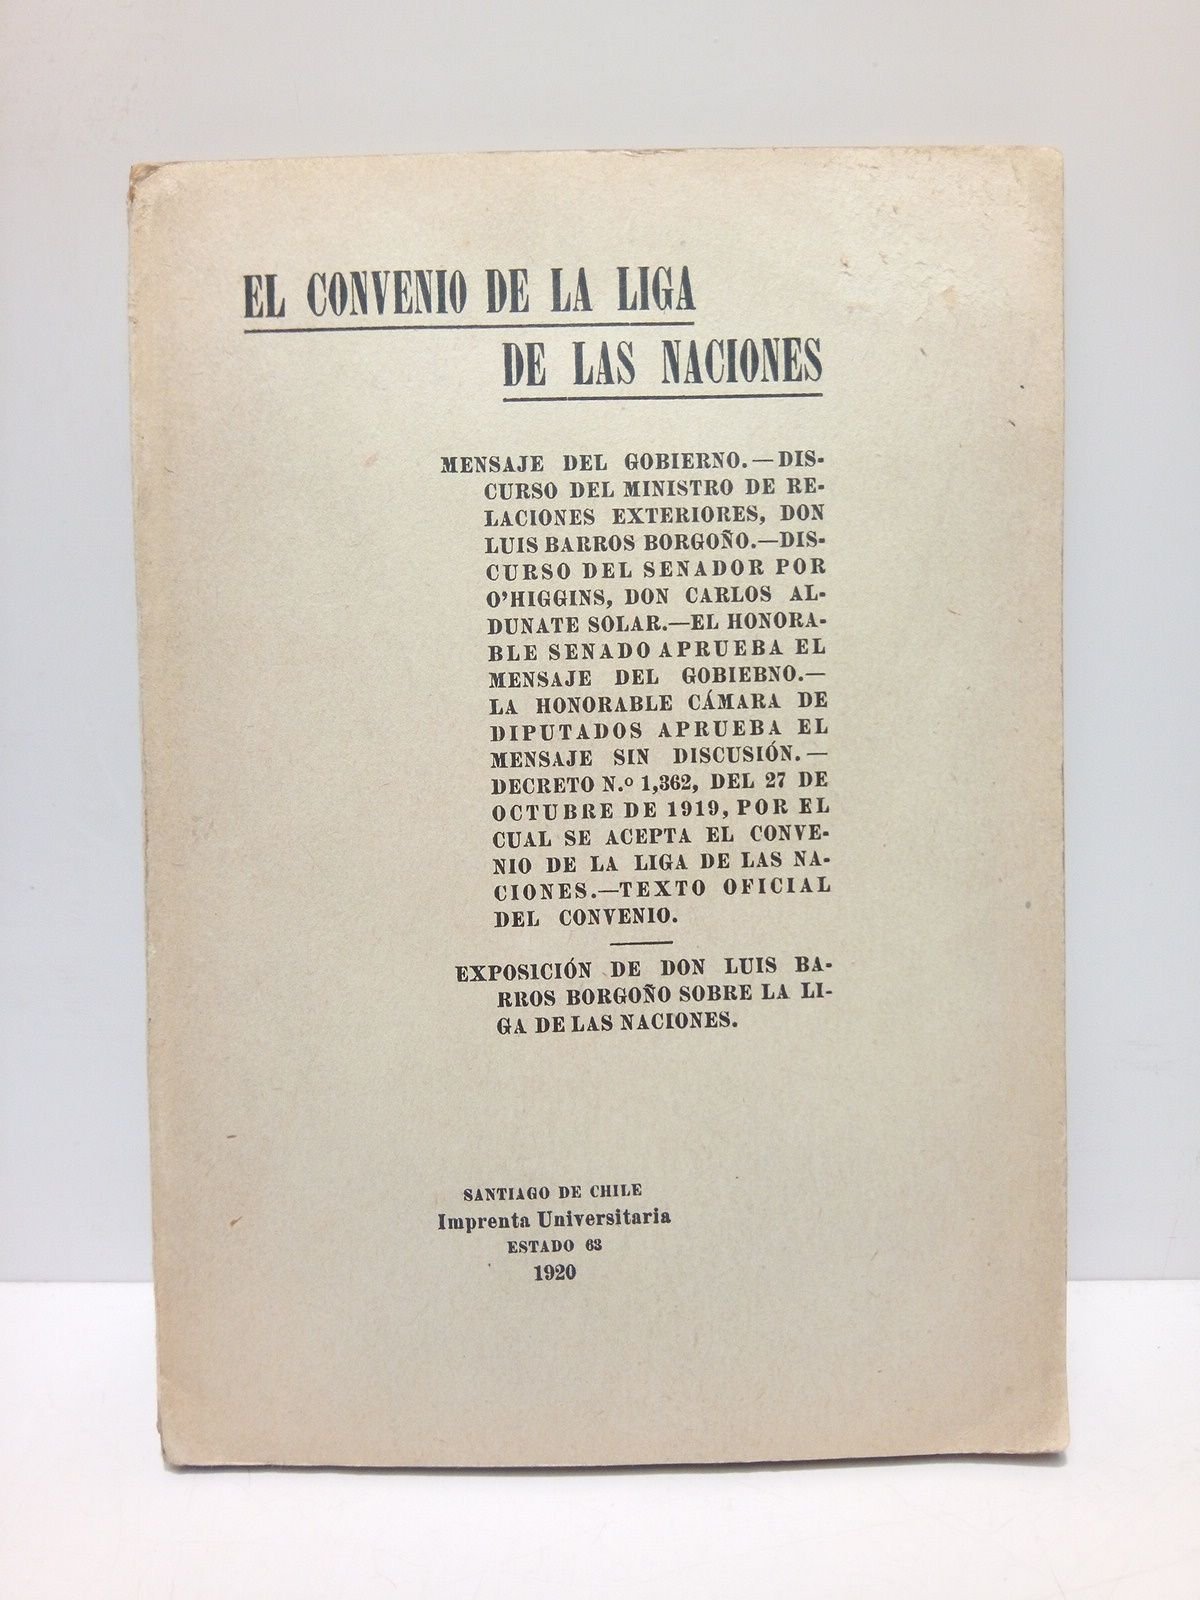 EL CONVENIO DE LA LIGA
DE LAS NACIONES
MENSAJE DEL GOBIERNO.—DIS-
CURSO DEL MINISTRO DE RE-
LACIONES EXTERIORES, DON
LUIS BARROS BORGOÑO.—DIS-
CURSO DEL SENADOR POR
O'HIGGINS, DON CARLOS AL-
DUNATE SOLAR.—EL HONORA-
BLE SENADO APRUEBA EL
MENSAJE DEL GOBIEBNO.—
LA HONORABLE CÁMARA DE
DIPUTADOS APRUEBA EL
MENSAJE SIN DISCUSIÓN.—
DECRETO N.º 1,362, DEL 27 DE
OCTUBRE DE 1919, POR EL
CUAL SE ACEPTA EL CONVE-
NIO DE LA LIGA DE LAS NA-
CIONES.—TEXTO OFICIAL
DEL CONVENIO.
EXPOSICIÓN DE DON LUIS BA-
RROS BORGOÑO SOBRE LA LI-
GA DE LAS NACIONES.
SANTIAGO DE CHILE
Imprenta Universitaria
ESTADO 63
1920